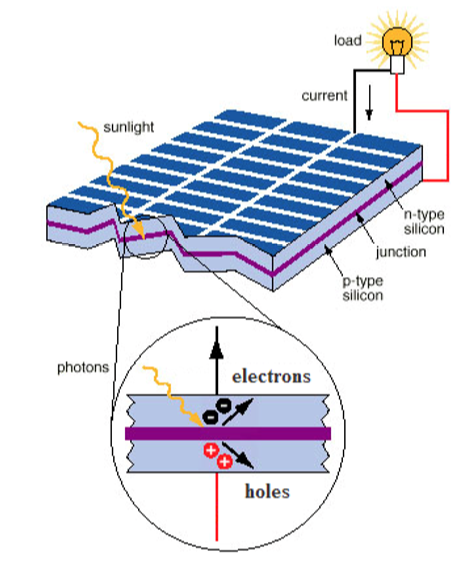 load
current
sunlight
n-type
silicon
junction
p-type
silicon
photons
electrons
holes